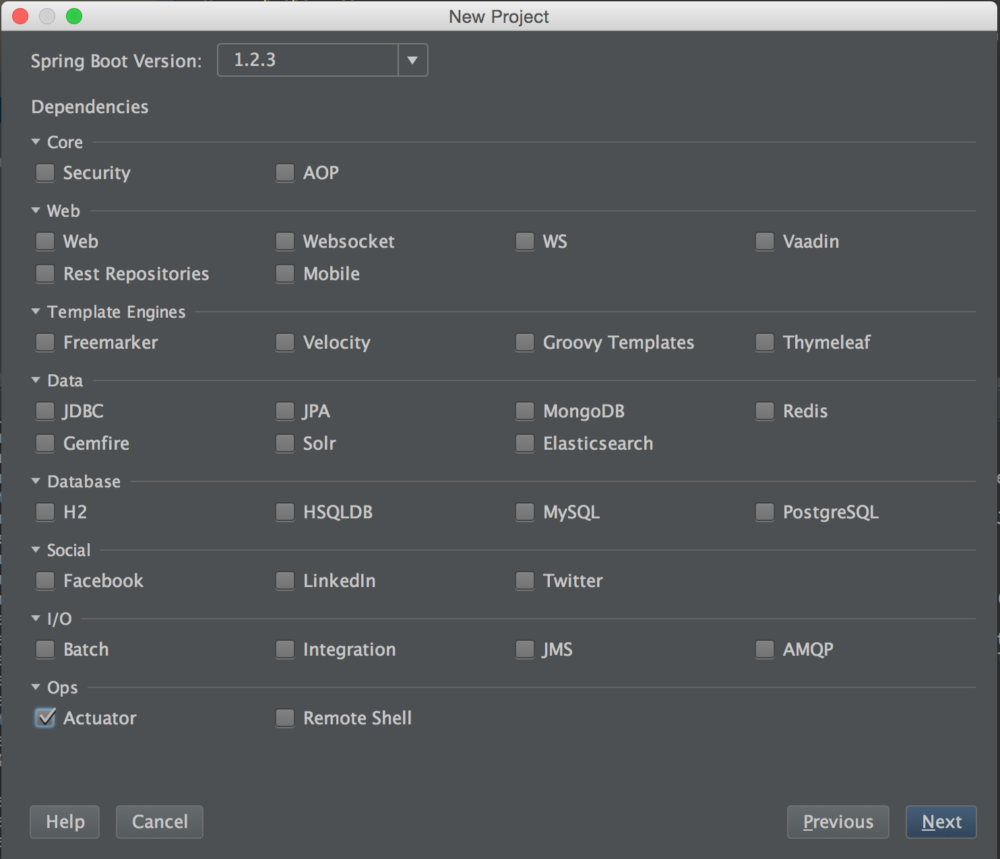 New Project
Spring Boot Version: 1.2.3
Dependencies
Core
Security AOP
Web
Web Websocket WS Vaadin
Rest Repositories Mobile
Template Engines
Freemarker Velocity Groovy Templates Thymeleaf
Data
JDBC JPA MongoDB Redis
Gemfire Solr Elasticsearch
Database
H2 HSQLDB MySQL PostgreSQL
Social
Facebook LinkedIn Twitter
I/O
Batch Integration JMS AMQP
Ops
Actuator Remote Shell
Help Cancel Previous Next